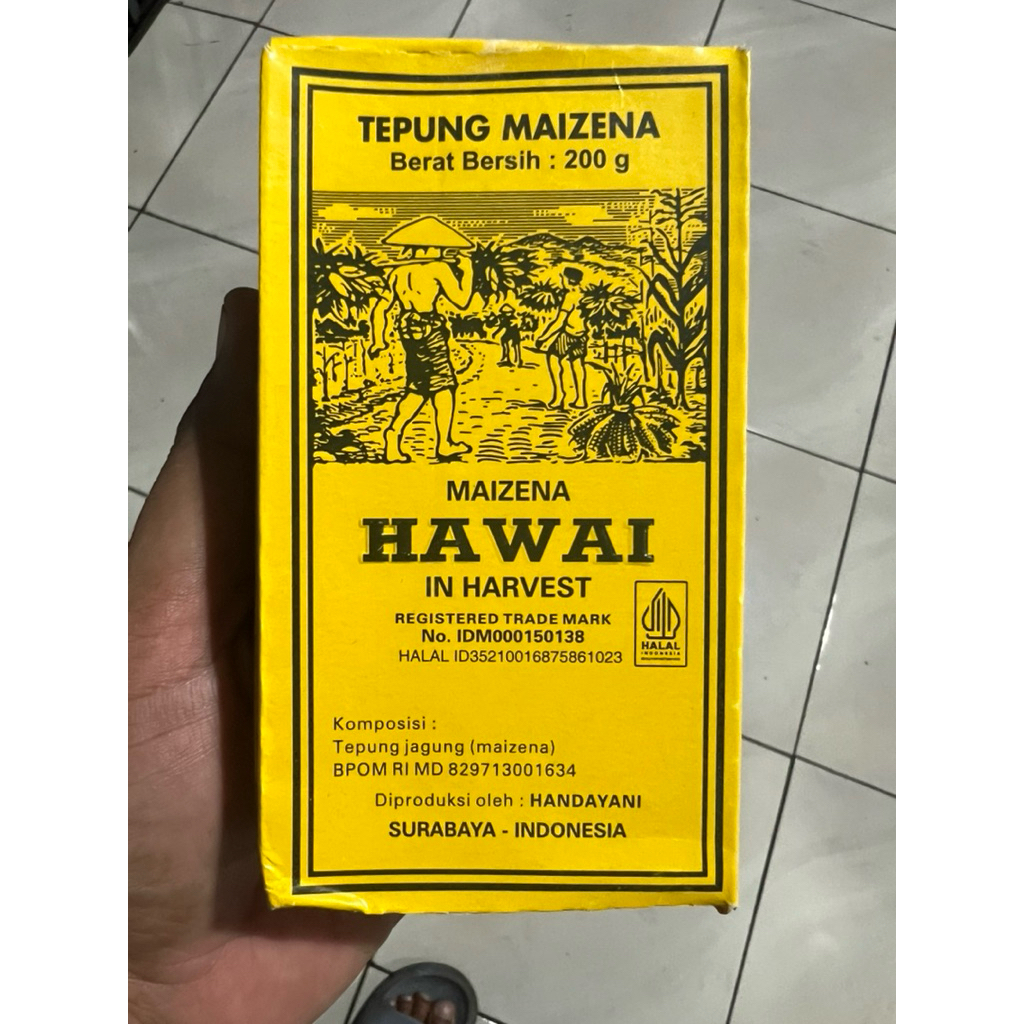 TEPUNG MAIZENA
Berat Bersih : 200 g
MAIZENA
HAWAI
IN HARVEST
REGISTERED TRADE MARK
No. IDM000150138
HALAL ID35210016875861023
HALAL
INDONESIA
Komposisi :
Tepung jagung (maizena)
BPOM RI MD 829713001634
Diproduksi oleh : HANDAYANI
SURABAYA - INDONESIA